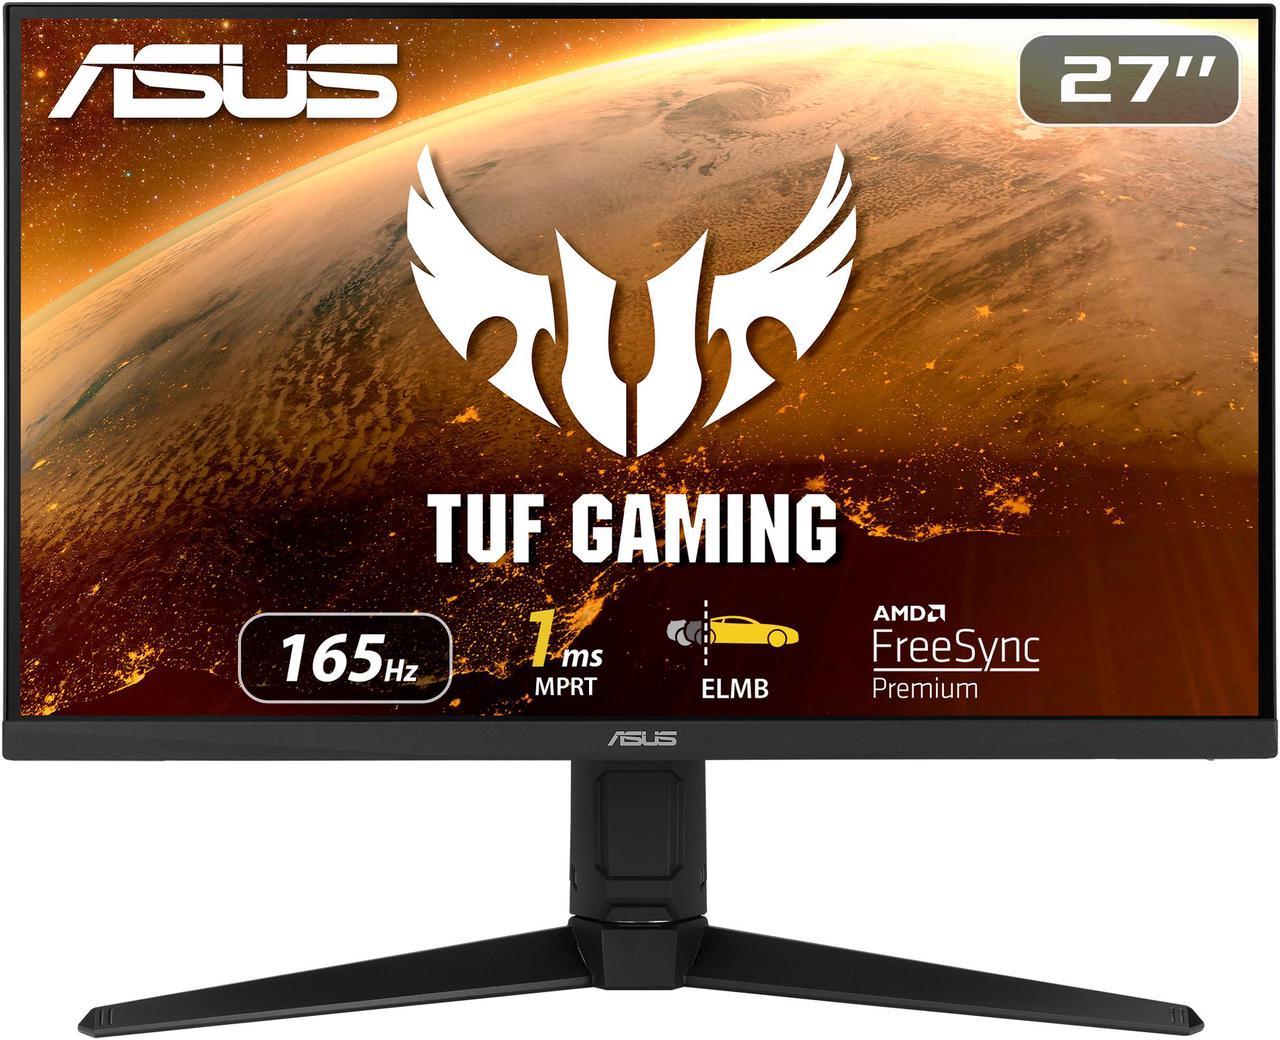 ASUS
27"
TUF GAMING
165Hz
1ms
MPRT
ELMB
AMD
FreeSync
Premium
ASUS